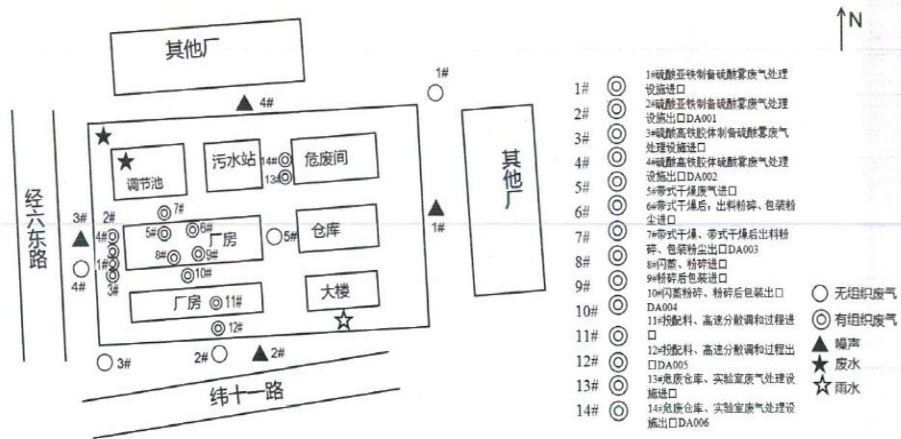 N
其他厂
1#
4#
污水站
14#
13#
危废间
调节池
其他厂
经六东路
3#
2#
7#
4#
5#
6#
厂房
5#
仓库
1#
1#
8#
9#
4#
3#
10#
厂房
11#
大楼
12#
3#
2#
2#
纬十一路
1#
1#硫酸亚铁制备硫酸雾废气处理
设施进口
2#
2#硫酸亚铁制备硫酸雾废气处理
设施出口DA001
3#
3#硫酸高铁胶体制备硫酸雾废气
处理设施进口
4#
4#硫酸高铁胶体硫酸雾废气处理
设施出口DA002
5#
5#带式干燥废气进口
6#
6#带式干燥后，出料粉碎、包装粉
尘进口
7#
7#带式干燥、带式干燥后出料粉
碎、包装粉尘出口DA003
8#
8#闪蒸、粉碎进口
9#
9#粉碎后包装进口
10#
10#闪蒸粉碎、粉碎后包装出口
DA004
11#
11#投配料、高速分散调和过程进
口
12#
12#投配料、高速分散调和过程出
口DA005
13#
13#危废仓库、实验室废气处理设
施进口
14#
14#危废仓库、实验室废气处理设
施出口DA006
无组织废气
有组织废气
噪声
废水
雨水